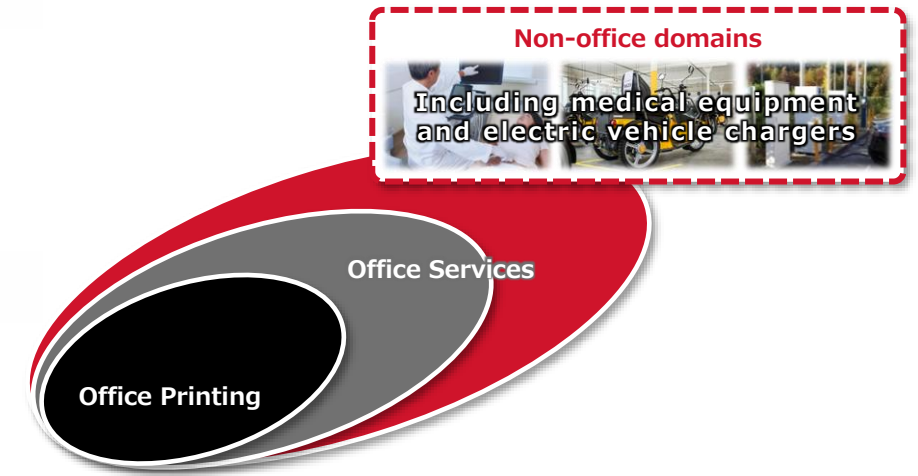 Non-office domains
Including medical equipment
and electric vehicle chargers
Office Services
Office Printing